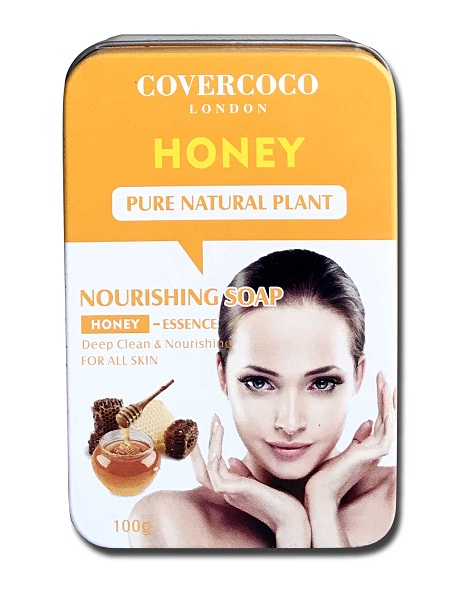 COVERCOCO
LONDON
HONEY
PURE NATURAL PLANT
NOURISHING SOAP
HONEY -ESSENCE
Deep Clean & Nourishing
FOR ALL SKIN
100g